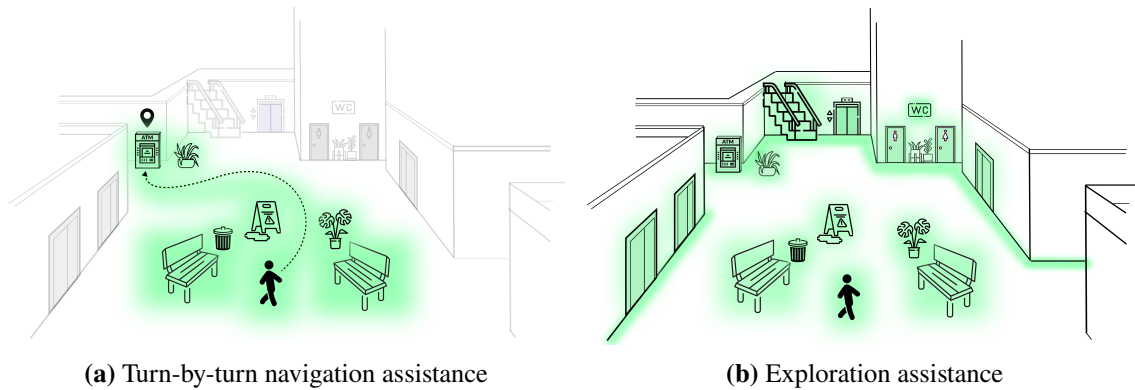 WC
ATM
WC
ATM
(a) Turn-by-turn navigation assistance
(b) Exploration assistance